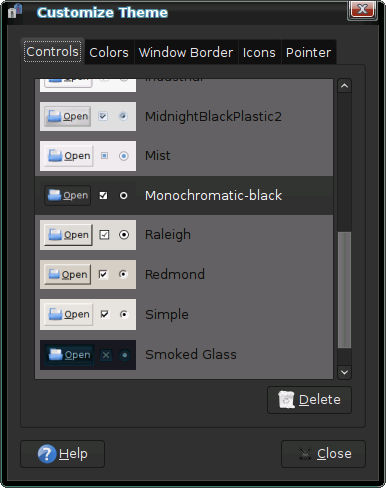 Customize Theme
Controls Colors Window Border Icons Pointer
Industrial
Open MidnightBlackPlastic2
Open Mist
Open Monochromatic-black
Open Raleigh
Open Redmond
Open Simple
Open Smoked Glass
Delete
Help Close